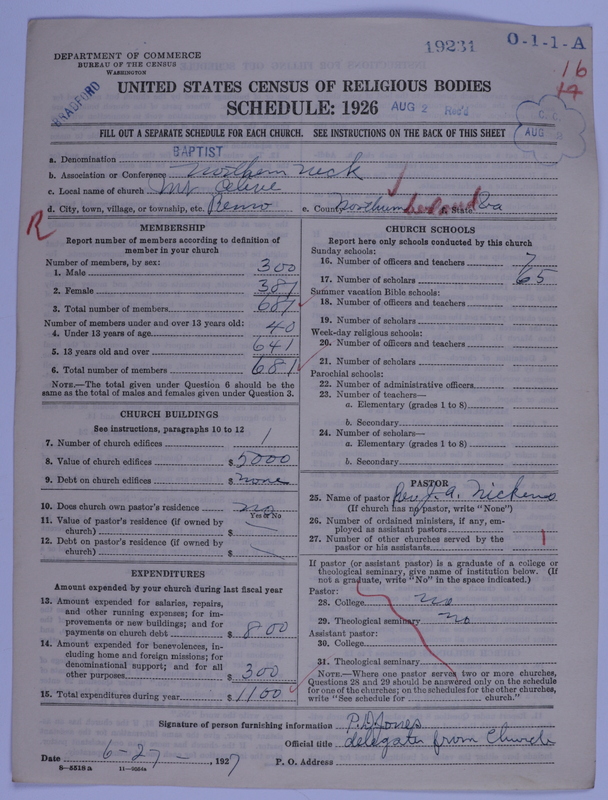 19231
O-1-1-A
16
14
DEPARTMENT OF COMMERCE
BUREAU OF THE CENSUS
WASHINGTON
BRADFORD
UNITED STATES CENSUS OF RELIGIOUS BODIES
SCHEDULE: 1926
AUG 2 Rec'd
AUG
FILL OUT A SEPARATE SCHEDULE FOR EACH CHURCH. SEE INSTRUCTIONS ON THE BACK OF THIS SHEET
a. Denomination BAPTIST
b. Association or Conference Northern Neck
c. Local name of church Mt Olive
d. City, town, village, or township, etc. Remo e. County Northumberland f. State Va
R
MEMBERSHIP
Report number of members according to definition of
member in your church
Number of members, by sex:
1. Male 300
2. Female 381
3. Total number of members 681
Number of members under and over 13 years old:
4. Under 13 years of age 40
5. 13 years old and over 641
6. Total number of members 681
NOTE.—The total given under Question 6 should be the
same as the total of males and females given under Question 3.
CHURCH BUILDINGS
See instructions, paragraphs 10 to 12
7. Number of church edifices 1
8. Value of church edifices $5000
9. Debt on church edifices $none
10. Does church own pastor's residence no
Yes or No
11. Value of pastor's residence (if owned by
church) $
12. Debt on pastor's residence (if owned by
church) $
EXPENDITURES
Amount expended by your church during last fiscal year
13. Amount expended for salaries, repairs,
and other running expenses; for im-
provements or new buildings; and for
payments on church debt $800
14. Amount expended for benevolences, in-
cluding home and foreign missions; for
denominational support; and for all
other purposes $300
15. Total expenditures during year $1100
CHURCH SCHOOLS
Report here only schools conducted by this church
Sunday schools:
16. Number of officers and teachers 7
17. Number of scholars 65
Summer vacation Bible schools:
18. Number of officers and teachers
19. Number of scholars
Week-day religious schools:
20. Number of officers and teachers
21. Number of scholars
Parochial schools:
22. Number of administrative officers
23. Number of teachers—
a. Elementary (grades 1 to 8)
b. Secondary
24. Number of scholars—
a. Elementary (grades 1 to 8)
b. Secondary
PASTOR
25. Name of pastor Rev. J. A. Nickens
(If church has no pastor, write "None")
26. Number of ordained ministers, if any, em-
ployed as assistant pastors
27. Number of other churches served by the
pastor or his assistants 1
If pastor (or assistant pastor) is a graduate of a college or
theological seminary, give name of institution below. (If
not a graduate, write "No" in the space indicated.)
Pastor:
28. College no
29. Theological seminary no
Assistant pastor:
30. College
31. Theological seminary
NOTE.—Where one pastor serves two or more churches,
Questions 28 and 29 should be answered only on the schedule
for one of the churches; on the schedules for the other churches,
write "See schedule for church."
Signature of person furnishing information P. D. Jones
Official title delegate from Church
Date 6-27-, 1927 P. O. Address
8-5518a 11-3504a